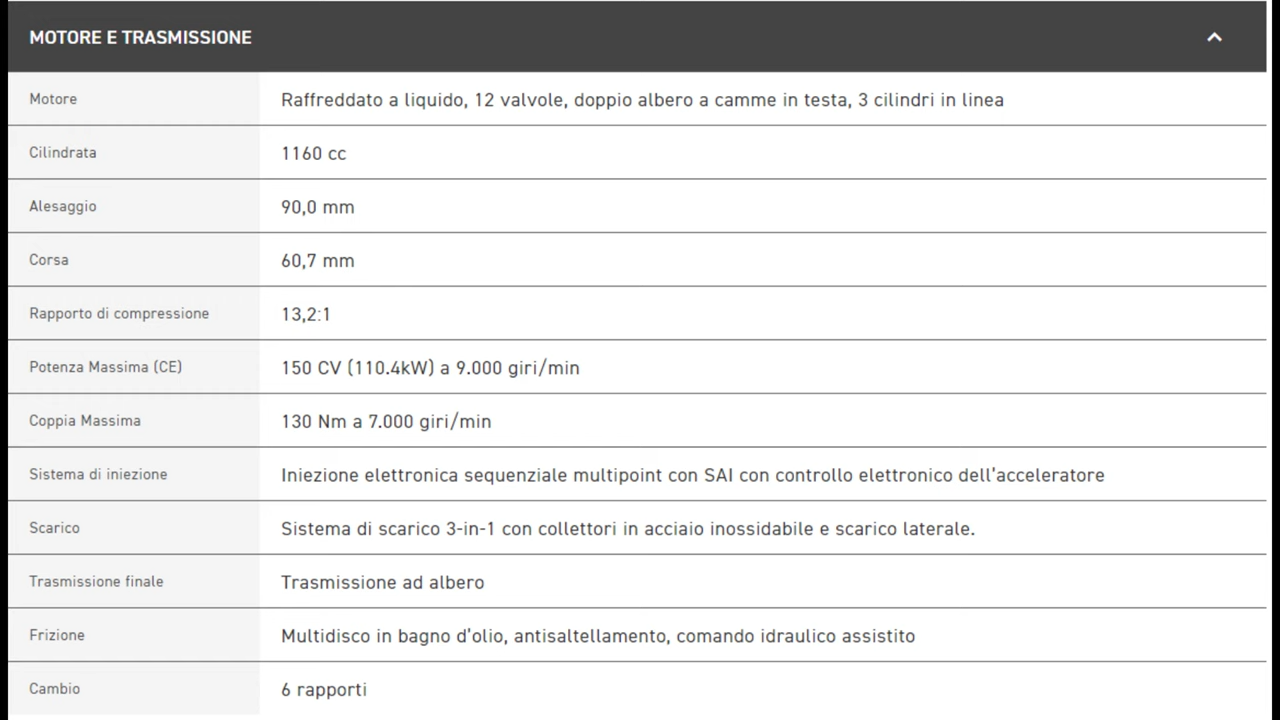 MOTORE E TRASMISSIONE
Motore Raffreddato a liquido, 12 valvole, doppio albero a camme in testa, 3 cilindri in linea
Cilindrata 1160 cc
Alesaggio 90,0 mm
Corsa 60,7 mm
Rapporto di compressione 13,2:1
Potenza Massima (CE) 150 CV (110.4kW) a 9.000 giri/min
Coppia Massima 130 Nm a 7.000 giri/min
Sistema di iniezione Iniezione elettronica sequenziale multipoint con SAI con controllo elettronico dell'acceleratore
Scarico Sistema di scarico 3-in-1 con collettori in acciaio inossidabile e scarico laterale.
Trasmissione finale Trasmissione ad albero
Frizione Multidisco in bagno d'olio, antisaltellamento, comando idraulico assistito
Cambio 6 rapporti